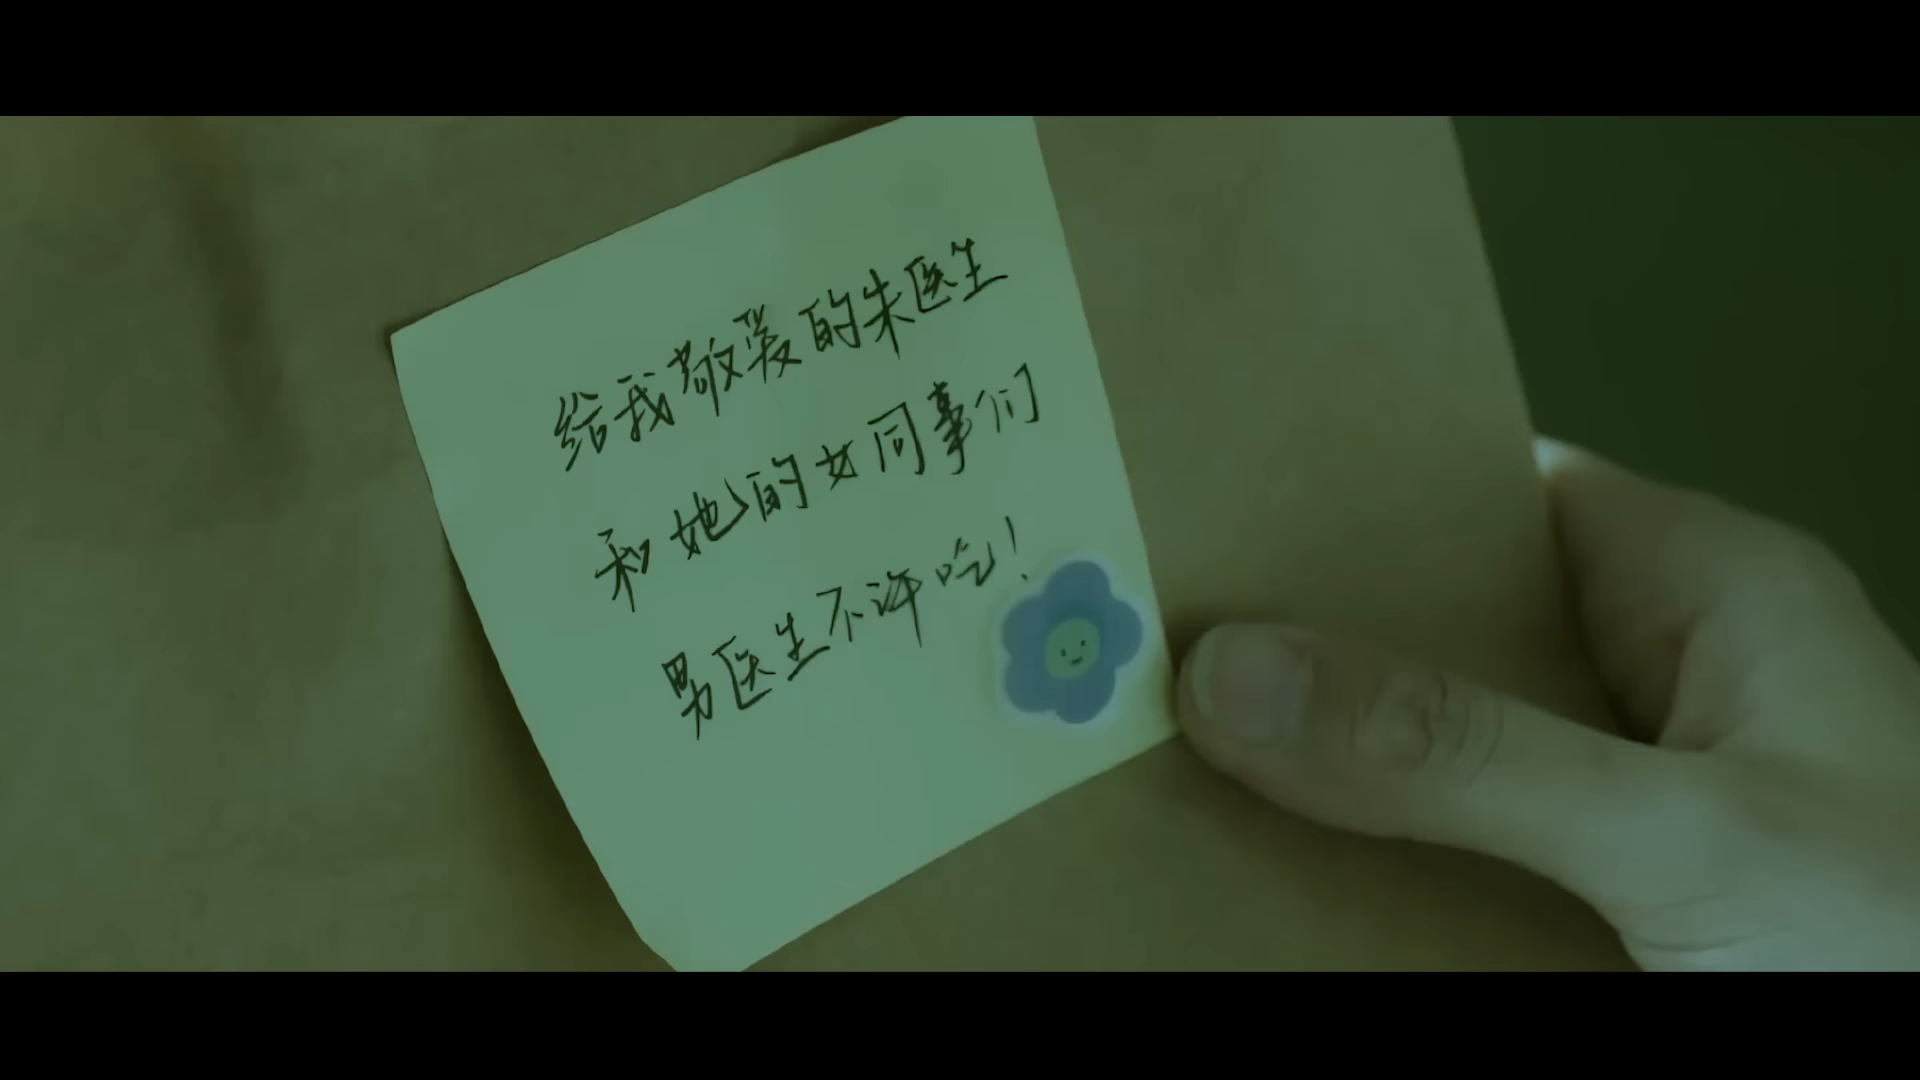 给我敬爱的朱医生
和她的女同事们
男医生不许吃！